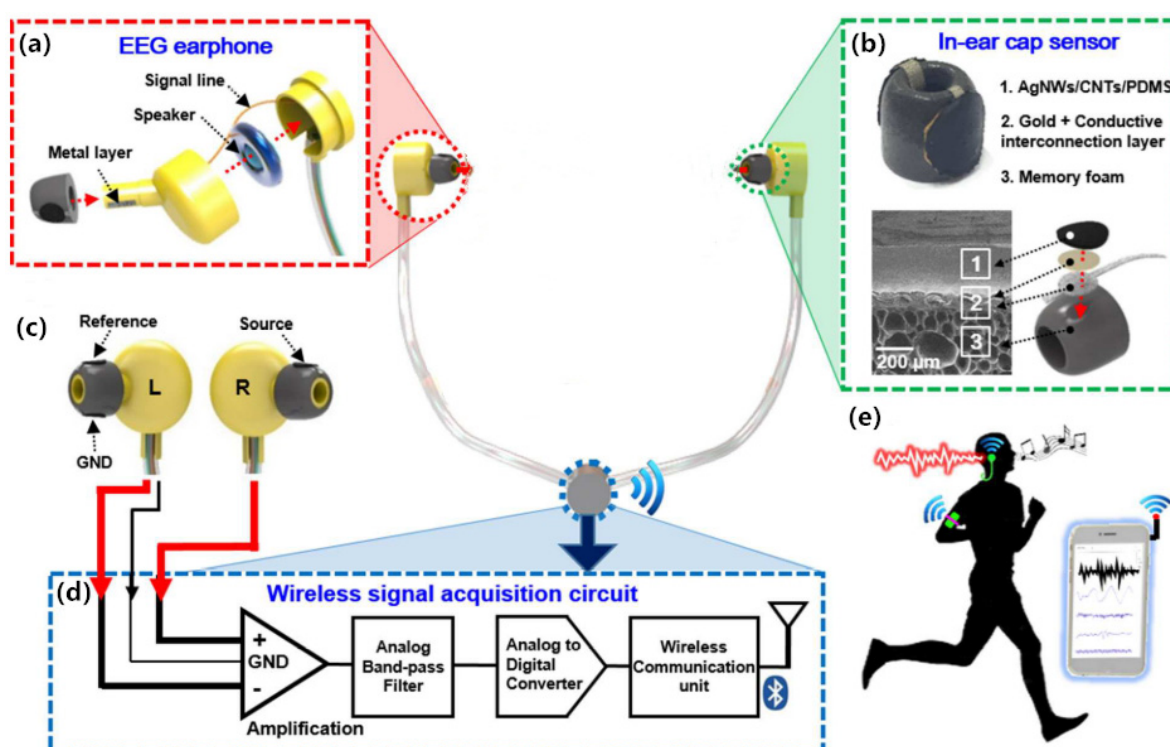 (a)
EEG earphone
Signal line
Speaker
Metal layer
(b)
In-ear cap sensor
1. AgNWs/CNTs/PDMS
2. Gold + Conductive
interconnection layer
3. Memory foam
1
2
3
200 µm
(c)
Reference
Source
L
R
GND
(d)
Wireless signal acquisition circuit
+
GND
-
Amplification
Analog
Band-pass
Filter
Analog to
Digital
Converter
Wireless
Communication
unit
(e)